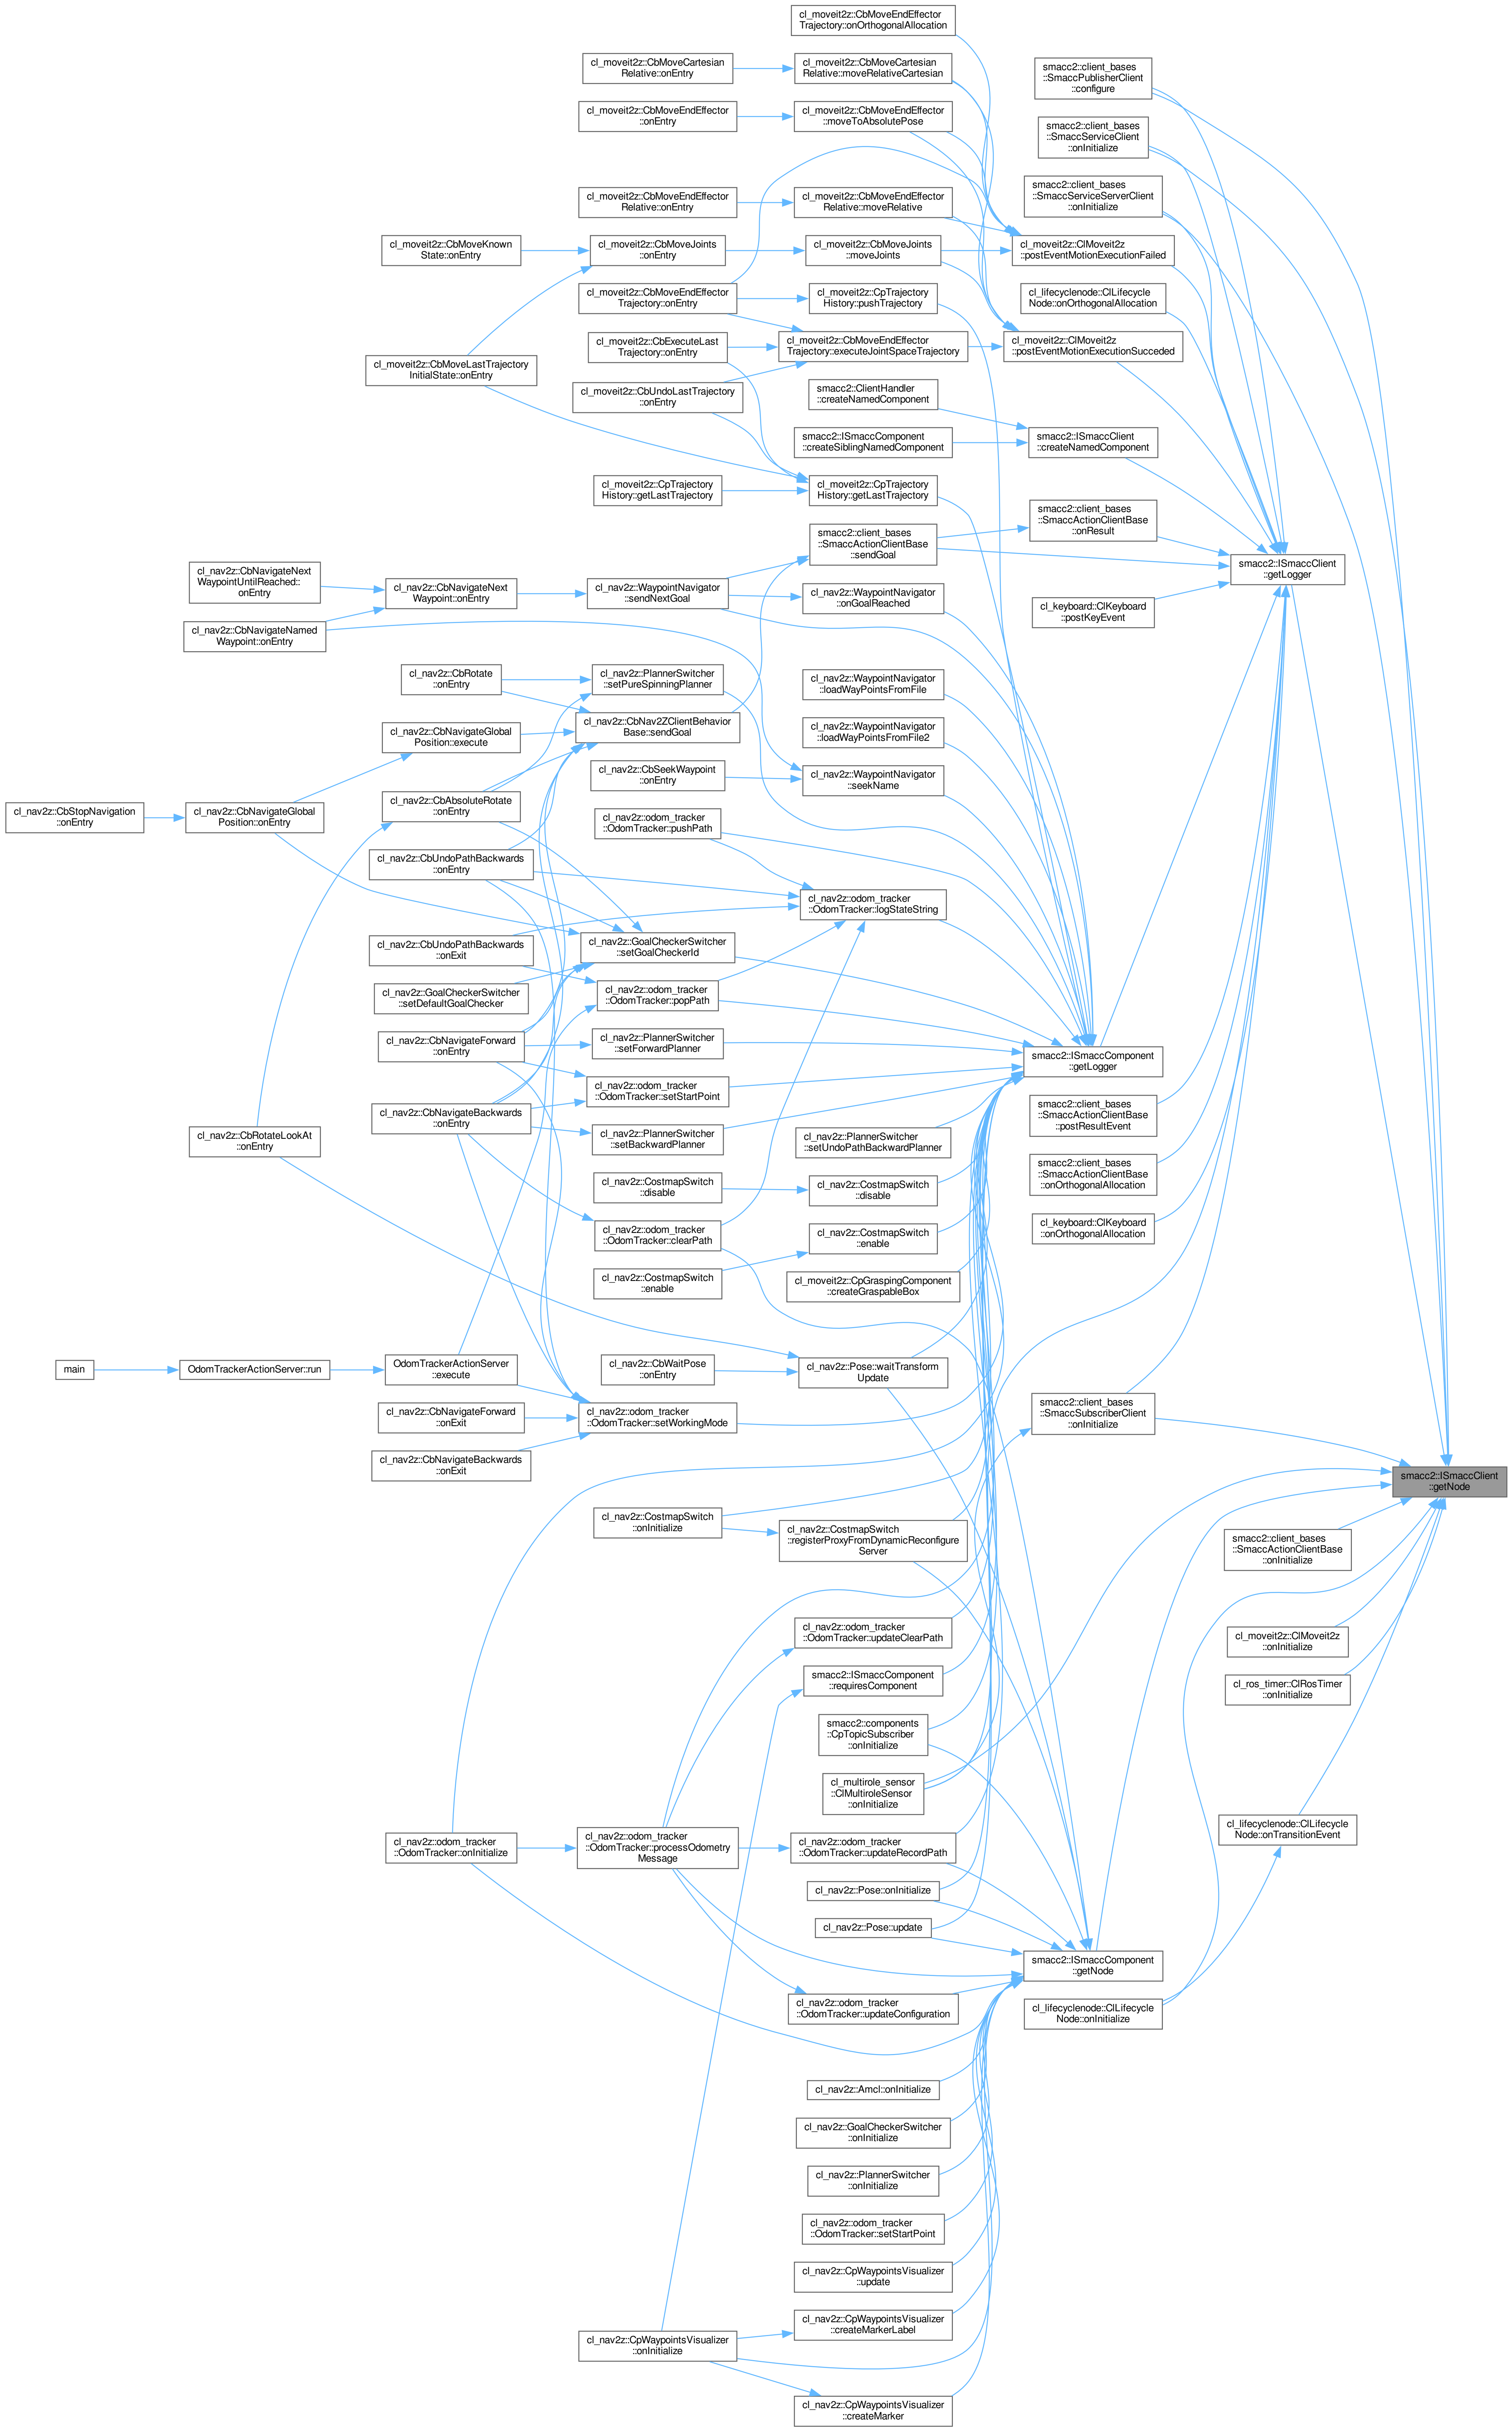 cl_moveit2z::CbMoveEndEffector
Trajectory::onOrthogonalAllocation
cl_moveit2z::CbMoveCartesian
Relative::onEntry
cl_moveit2z::CbMoveCartesian
Relative::moveRelativeCartesian
smacc2::client_bases
::SmaccPublisherClient
::configure
cl_moveit2z::CbMoveEndEffector
::onEntry
cl_moveit2z::CbMoveEndEffector
::moveToAbsolutePose
smacc2::client_bases
::SmaccServiceClient
::onInitialize
cl_moveit2z::CbMoveEndEffector
Relative::onEntry
cl_moveit2z::CbMoveEndEffector
Relative::moveRelative
smacc2::client_bases
::SmaccServiceServerClient
::onInitialize
cl_moveit2z::CbMoveKnown
State::onEntry
cl_moveit2z::CbMoveJoints
::onEntry
cl_moveit2z::CbMoveJoints
::moveJoints
cl_moveit2z::ClMoveit2z
::postEventMotionExecutionFailed
cl_moveit2z::CbMoveEndEffector
Trajectory::onEntry
cl_moveit2z::CpTrajectory
History::pushTrajectory
cl_lifecyclenode::ClLifecycle
Node::onOrthogonalAllocation
cl_moveit2z::CbExecuteLast
Trajectory::onEntry
cl_moveit2z::CbMoveEndEffector
Trajectory::executeJointSpaceTrajectory
cl_moveit2z::ClMoveit2z
::postEventMotionExecutionSucceded
cl_moveit2z::CbMoveLastTrajectory
InitialState::onEntry
cl_moveit2z::CbUndoLastTrajectory
::onEntry
smacc2::ClientHandler
::createNamedComponent
smacc2::ISmaccComponent
::createSiblingNamedComponent
smacc2::ISmaccClient
::createNamedComponent
cl_moveit2z::CpTrajectory
History::getLastTrajectory
cl_moveit2z::CpTrajectory
History::getLastTrajectory
smacc2::client_bases
::SmaccActionClientBase
::onResult
smacc2::client_bases
::SmaccActionClientBase
::sendGoal
smacc2::ISmaccClient
::getLogger
cl_nav2z::CbNavigateNext
WaypointUntilReached::
onEntry
cl_nav2z::CbNavigateNext
Waypoint::onEntry
cl_nav2z::WaypointNavigator
::sendNextGoal
cl_nav2z::WaypointNavigator
::onGoalReached
cl_keyboard::ClKeyboard
::postKeyEvent
cl_nav2z::CbNavigateNamed
Waypoint::onEntry
cl_nav2z::CbRotate
::onEntry
cl_nav2z::PlannerSwitcher
::setPureSpinningPlanner
cl_nav2z::WaypointNavigator
::loadWayPointsFromFile
cl_nav2z::CbNavigateGlobal
Position::execute
cl_nav2z::CbNav2ZClientBehavior
Base::sendGoal
cl_nav2z::WaypointNavigator
::loadWayPointsFromFile2
cl_nav2z::CbSeekWaypoint
::onEntry
cl_nav2z::WaypointNavigator
::seekName
cl_nav2z::CbStopNavigation
::onEntry
cl_nav2z::CbNavigateGlobal
Position::onEntry
cl_nav2z::CbAbsoluteRotate
::onEntry
cl_nav2z::odom_tracker
::OdomTracker::pushPath
cl_nav2z::CbUndoPathBackwards
::onEntry
cl_nav2z::odom_tracker
::OdomTracker::logStateString
cl_nav2z::CbUndoPathBackwards
::onExit
cl_nav2z::GoalCheckerSwitcher
::setGoalCheckerId
cl_nav2z::GoalCheckerSwitcher
::setDefaultGoalChecker
cl_nav2z::odom_tracker
::OdomTracker::popPath
cl_nav2z::CbNavigateForward
::onEntry
cl_nav2z::PlannerSwitcher
::setForwardPlanner
smacc2::ISmaccComponent
::getLogger
cl_nav2z::odom_tracker
::OdomTracker::setStartPoint
cl_nav2z::CbNavigateBackwards
::onEntry
smacc2::client_bases
::SmaccActionClientBase
::postResultEvent
cl_nav2z::CbRotateLookAt
::onEntry
cl_nav2z::PlannerSwitcher
::setBackwardPlanner
cl_nav2z::PlannerSwitcher
::setUndoPathBackwardPlanner
cl_nav2z::CostmapSwitch
::disable
cl_nav2z::CostmapSwitch
::disable
smacc2::client_bases
::SmaccActionClientBase
::onOrthogonalAllocation
cl_nav2z::odom_tracker
::OdomTracker::clearPath
cl_nav2z::CostmapSwitch
::enable
cl_keyboard::ClKeyboard
::onOrthogonalAllocation
cl_nav2z::CostmapSwitch
::enable
cl_moveit2z::CpGraspingComponent
::createGraspableBox
main
OdomTrackerActionServer::run
OdomTrackerActionServer
::execute
cl_nav2z::CbWaitPose
::onEntry
cl_nav2z::Pose::waitTransform
Update
cl_nav2z::CbNavigateForward
::onExit
cl_nav2z::odom_tracker
::OdomTracker::setWorkingMode
smacc2::client_bases
::SmaccSubscriberClient
::onInitialize
cl_nav2z::CbNavigateBackwards
::onExit
smacc2::ISmaccClient
::getNode
cl_nav2z::CostmapSwitch
::onInitialize
cl_nav2z::CostmapSwitch
::registerProxyFromDynamicReconfigure
Server
smacc2::client_bases
::SmaccActionClientBase
::onInitialize
cl_nav2z::odom_tracker
::OdomTracker::updateClearPath
cl_moveit2z::ClMoveit2z
::onInitialize
smacc2::ISmaccComponent
::requiresComponent
cl_ros_timer::ClRosTimer
::onInitialize
smacc2::components
::CpTopicSubscriber
::onInitialize
cl_multirole_sensor
::ClMultiroleSensor
::onInitialize
cl_nav2z::odom_tracker
::OdomTracker::onInitialize
cl_nav2z::odom_tracker
::OdomTracker::processOdometry
Message
cl_nav2z::odom_tracker
::OdomTracker::updateRecordPath
cl_lifecyclenode::ClLifecycle
Node::onTransitionEvent
cl_nav2z::Pose::onInitialize
cl_nav2z::Pose::update
smacc2::ISmaccComponent
::getNode
cl_nav2z::odom_tracker
::OdomTracker::updateConfiguration
cl_lifecyclenode::ClLifecycle
Node::onInitialize
cl_nav2z::Amcl::onInitialize
cl_nav2z::GoalCheckerSwitcher
::onInitialize
cl_nav2z::PlannerSwitcher
::onInitialize
cl_nav2z::odom_tracker
::OdomTracker::setStartPoint
cl_nav2z::CpWaypointsVisualizer
::update
cl_nav2z::CpWaypointsVisualizer
::createMarkerLabel
cl_nav2z::CpWaypointsVisualizer
::onInitialize
cl_nav2z::CpWaypointsVisualizer
::createMarker